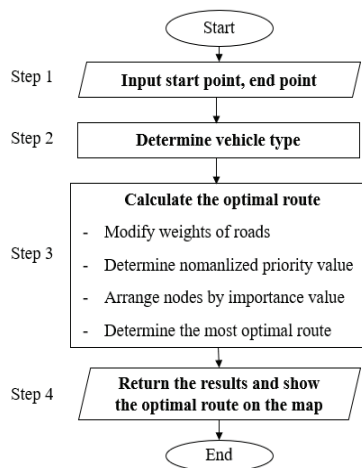 Start
Step 1
Input start point, end point
Step 2
Determine vehicle type
Step 3
Calculate the optimal route
- Modify weights of roads
- Determine nomanlized priority value
- Arrange nodes by importance value
- Determine the most optimal route
Step 4
Return the results and show
the optimal route on the map
End